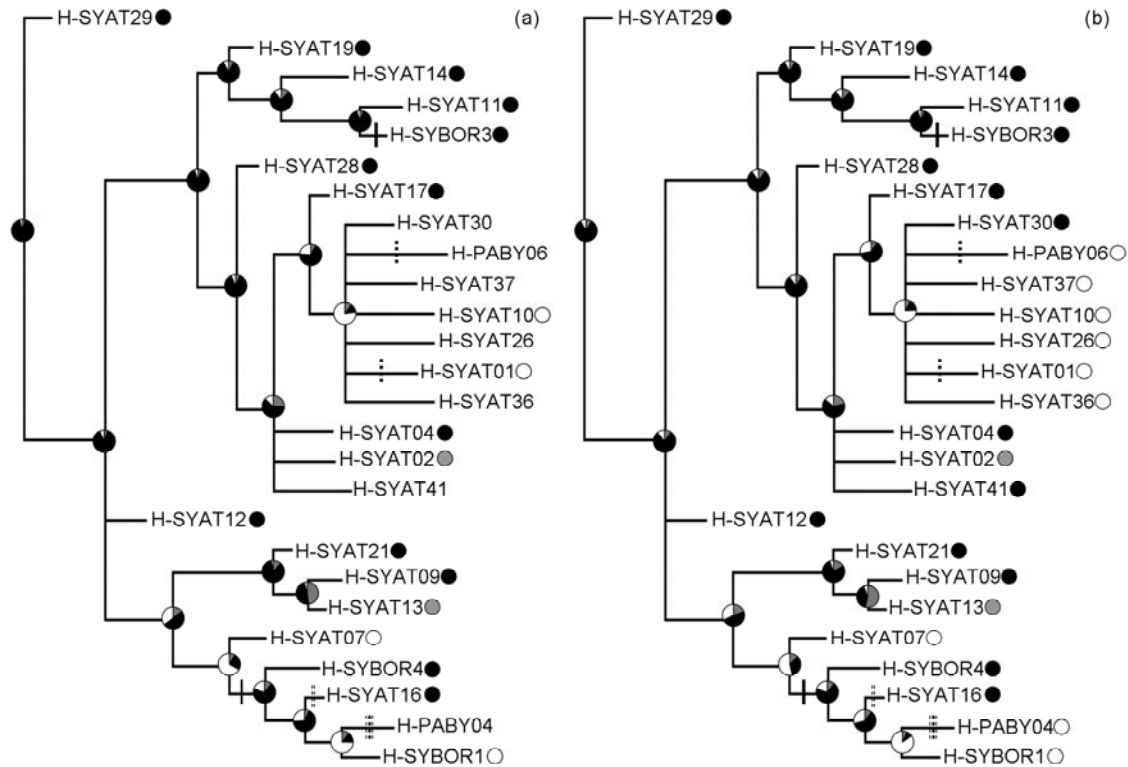 H-SYAT29
(a)
H-SYAT19
H-SYAT14
H-SYAT11
H-SYBOR3
H-SYAT28
H-SYAT17
H-SYAT30
H-PABY06
H-SYAT37
H-SYAT10
H-SYAT26
H-SYAT01
H-SYAT36
H-SYAT04
H-SYAT02
H-SYAT41
H-SYAT12
H-SYAT21
H-SYAT09
H-SYAT13
H-SYAT07
H-SYBOR4
H-SYAT16
H-PABY04
H-SYBOR1
H-SYAT29
(b)
H-SYAT19
H-SYAT14
H-SYAT11
H-SYBOR3
H-SYAT28
H-SYAT17
H-SYAT30
H-PABY06
H-SYAT37
H-SYAT10
H-SYAT26
H-SYAT01
H-SYAT36
H-SYAT04
H-SYAT02
H-SYAT41
H-SYAT12
H-SYAT21
H-SYAT09
H-SYAT13
H-SYAT07
H-SYBOR4
H-SYAT16
H-PABY04
H-SYBOR1